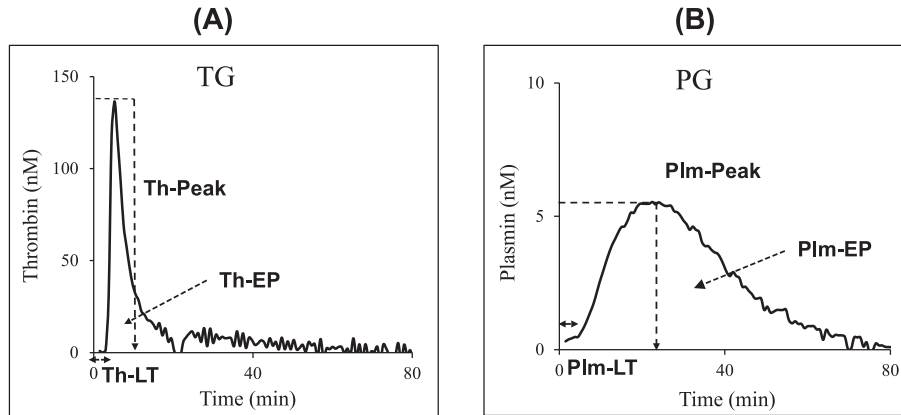 (A)
TG
Thrombin (nM)
150
100
50
0
Th-Peak
Th-EP
Th-LT
0
40
80
Time (min)
(B)
PG
Plasmin (nM)
10
5
0
Plm-Peak
Plm-EP
Plm-LT
0
40
80
Time (min)